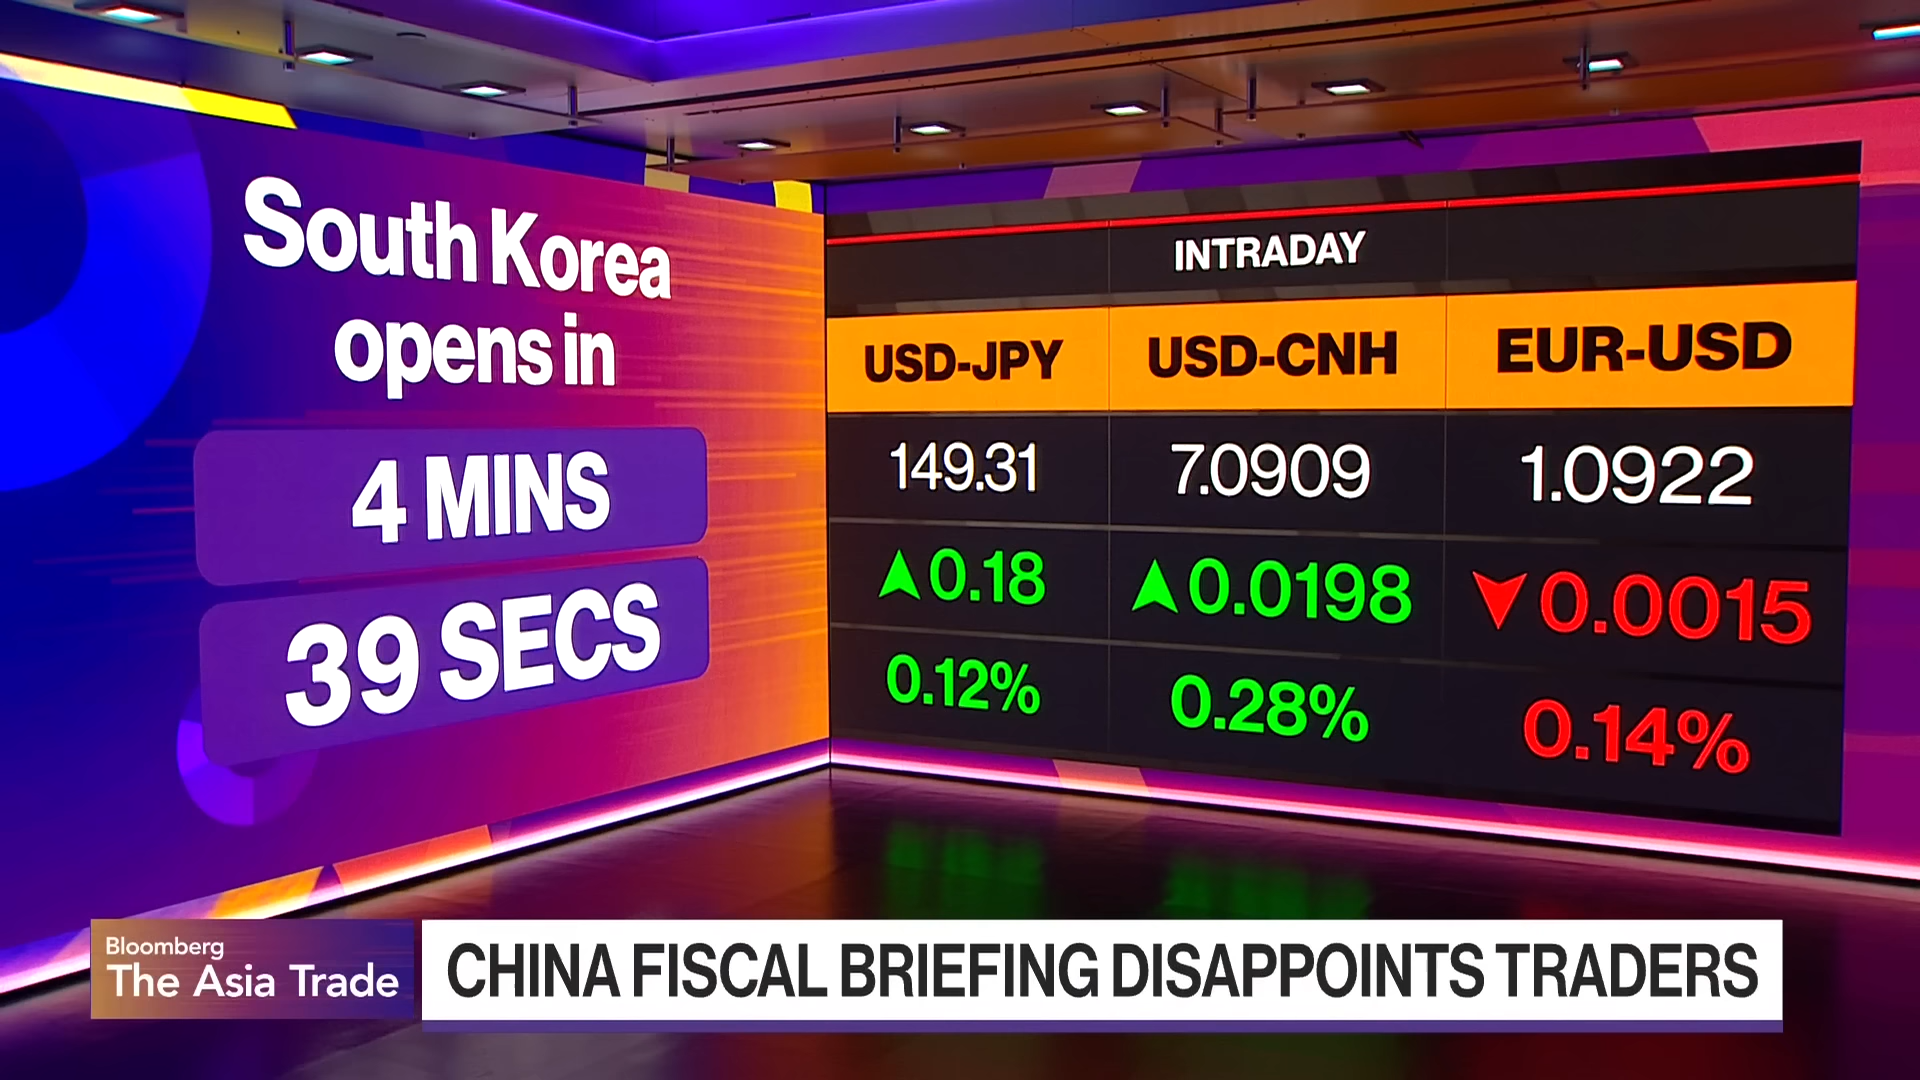 South Korea
opens in
4 MINS
39 SECS
INTRADAY
USD-JPY USD-CNH EUR-USD
149.31 7.0909 1.0922
▲0.18 ▲0.0198 ▼0.0015
0.12% 0.28% 0.14%
Bloomberg
The Asia Trade
CHINA FISCAL BRIEFING DISAPPOINTS TRADERS